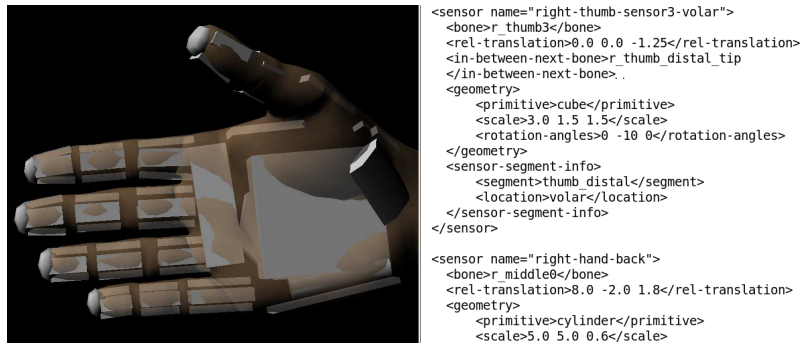 <sensor name="right-thumb-sensor3-volar">
<bone>r_thumb3</bone>
<rel-translation>0.0 0.0 -1.25</rel-translation>
<in-between-next-bone>r_thumb_distal_tip
</in-between-next-bone>..
<geometry>
<primitive>cube</primitive>
<scale>3.0 1.5 1.5</scale>
<rotation-angles>0 -10 0</rotation-angles>
</geometry>
<sensor-segment-info>
<segment>thumb_distal</segment>
<location>volar</location>
</sensor-segment-info>
</sensor>
<sensor name="right-hand-back">
<bone>r_middle0</bone>
<rel-translation>8.0 -2.0 1.8</rel-translation>
<geometry>
<primitive>cylinder</primitive>
<scale>5.0 5.0 0.6</scale>